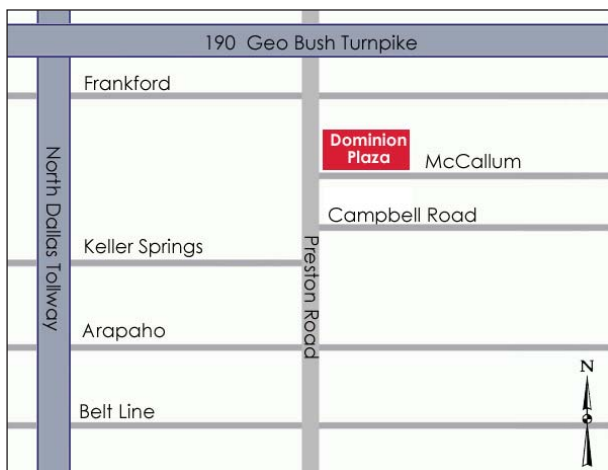 190 Geo Bush Turnpike
Frankford
Dominion
Plaza
McCallum
North Dallas Tollway
Campbell Road
Keller Springs
Preston Road
Arapaho
N
Belt Line